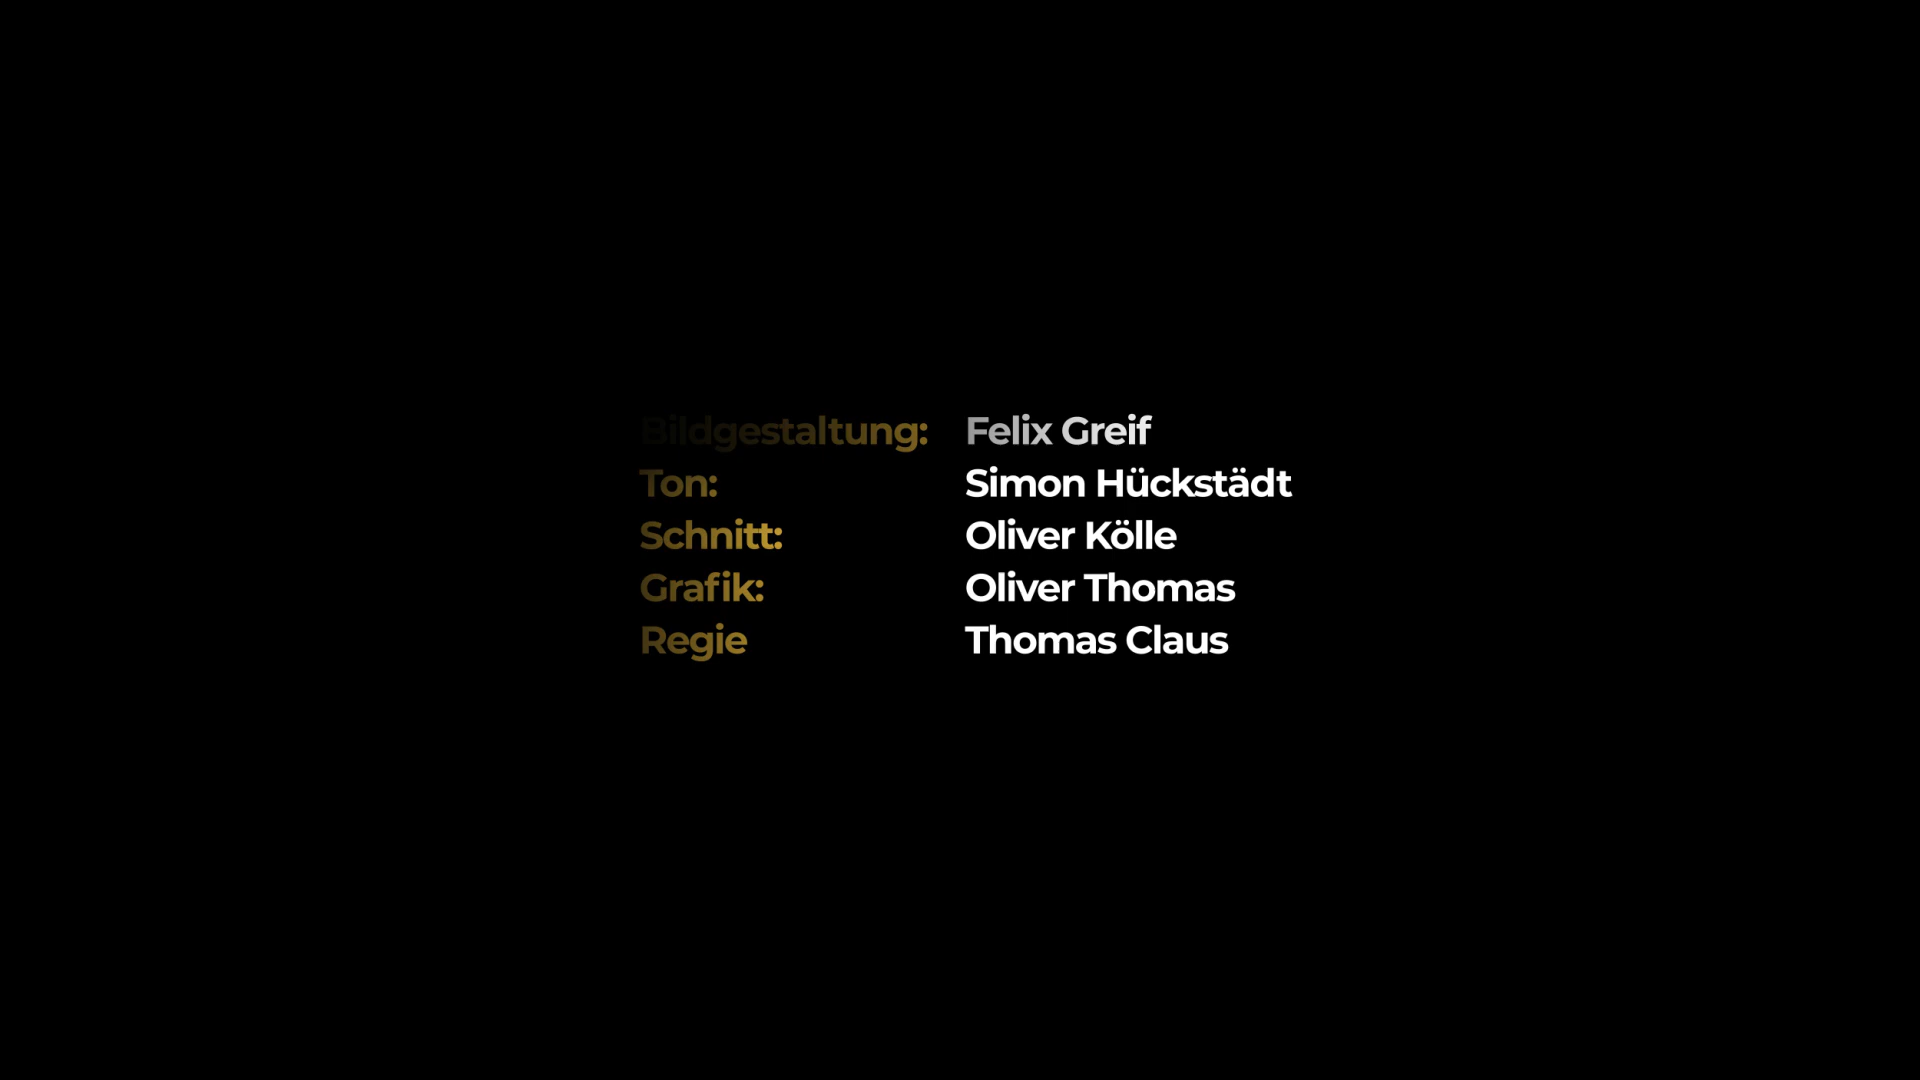 Bildgestaltung: Felix Greif
Ton: Simon Hückstädt
Schnitt: Oliver Kölle
Grafik: Oliver Thomas
Regie Thomas Claus